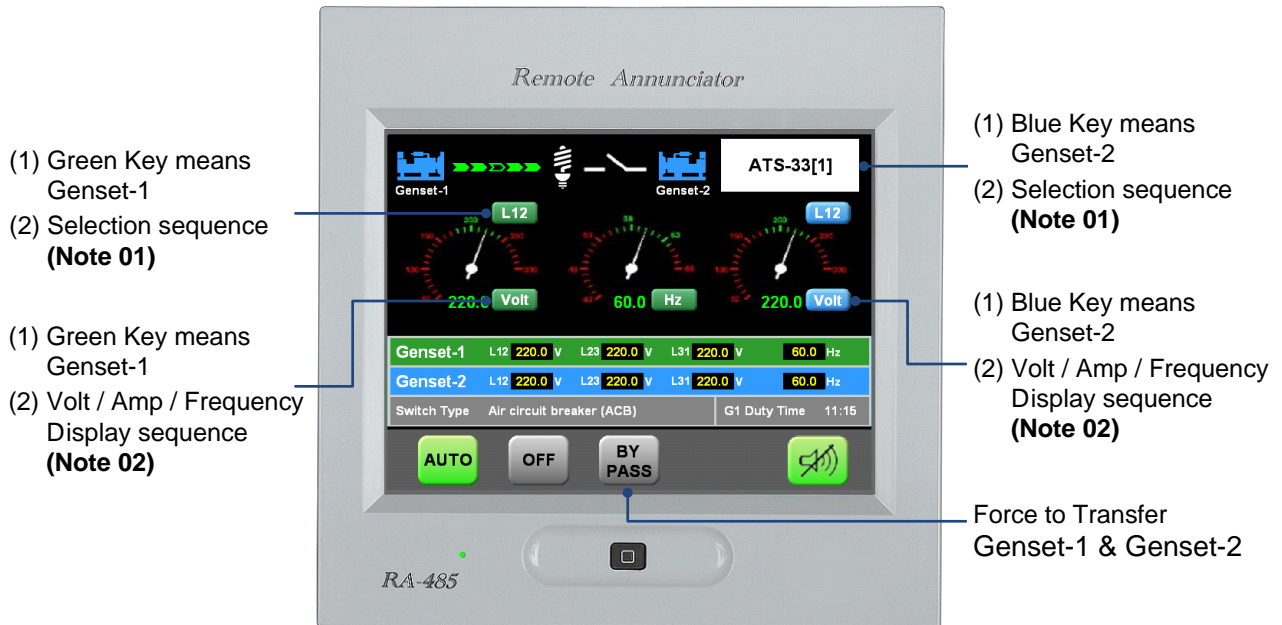 Remote Annunciator
(1) Green Key means
Genset-1
(2) Selection sequence
(Note 01)
(1) Green Key means
Genset-1
(2) Volt / Amp / Frequency
Display sequence
(Note 02)
Genset-1
Genset-2
ATS-33[1]
L12
L12
220.0 Volt
60.0 Hz
220.0 Volt
Genset-1 L12 220.0 V L23 220.0 V L31 220.0 V 60.0 Hz
Genset-2 L12 220.0 V L23 220.0 V L31 220.0 V 60.0 Hz
Switch Type Air circuit breaker (ACB) G1 Duty Time 11:15
AUTO
OFF
BY
PASS
RA-485
(1) Blue Key means
Genset-2
(2) Selection sequence
(Note 01)
(1) Blue Key means
Genset-2
(2) Volt / Amp / Frequency
Display sequence
(Note 02)
Force to Transfer
Genset-1 & Genset-2